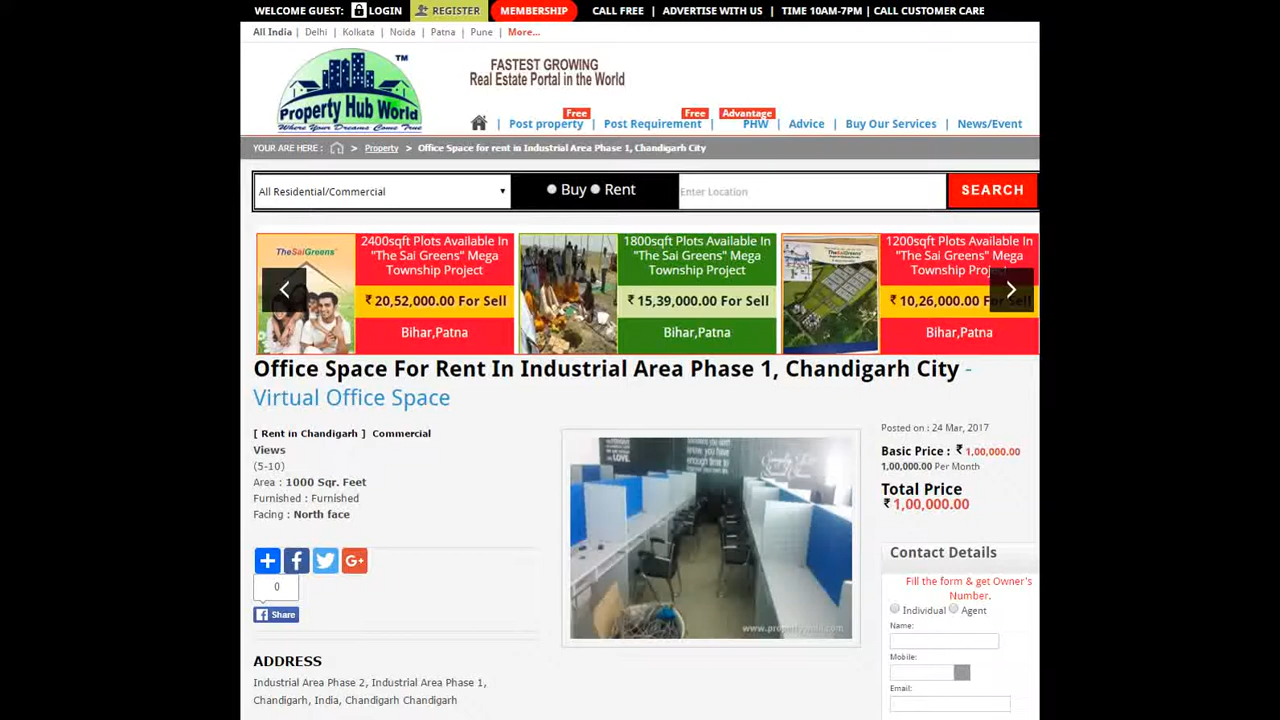 WELCOME GUEST: LOGIN REGISTER MEMBERSHIP CALL FREE | ADVERTISE WITH US | TIME 10AM-7PM | CALL CUSTOMER CARE
All India | Delhi | Kolkata | Noida | Patna | Pune | More...
Property Hub World TM
Where Your Dreams Come True
FASTEST GROWING
Real Estate Portal in the World
Free Free Advantage
| Post property | Post Requirement | PHW | Advice | Buy Our Services | News/Event
YOUR ARE HERE : > Property > Office Space for rent in Industrial Area Phase 1, Chandigarh City
All Residential/Commercial Buy Rent Enter Location SEARCH
TheSaiGreens
2400sqft Plots Available In
"The Sai Greens" Mega
Township Project
₹ 20,52,000.00 For Sell
Bihar,Patna
1800sqft Plots Available In
"The Sai Greens" Mega
Township Project
₹ 15,39,000.00 For Sell
Bihar,Patna
TheSaiGreens
1200sqft Plots Available In
"The Sai Greens" Mega
Township Project
₹ 10,26,000.00 For Sell
Bihar,Patna
Office Space For Rent In Industrial Area Phase 1, Chandigarh City -
Virtual Office Space
[ Rent in Chandigarh ] Commercial
Views
(5-10)
Area : 1000 Sqr. Feet
Furnished : Furnished
Facing : North face
0
Share
ADDRESS
Industrial Area Phase 2, Industrial Area Phase 1,
Chandigarh, India, Chandigarh Chandigarh
LOVE
you have
enough time to
Posted on : 24 Mar, 2017
Basic Price : ₹ 1,00,000.00
1,00,000.00 Per Month
Total Price
₹ 1,00,000.00
Contact Details
Fill the form & get Owner's
Number.
Individual Agent
Name:
Mobile:
Email: